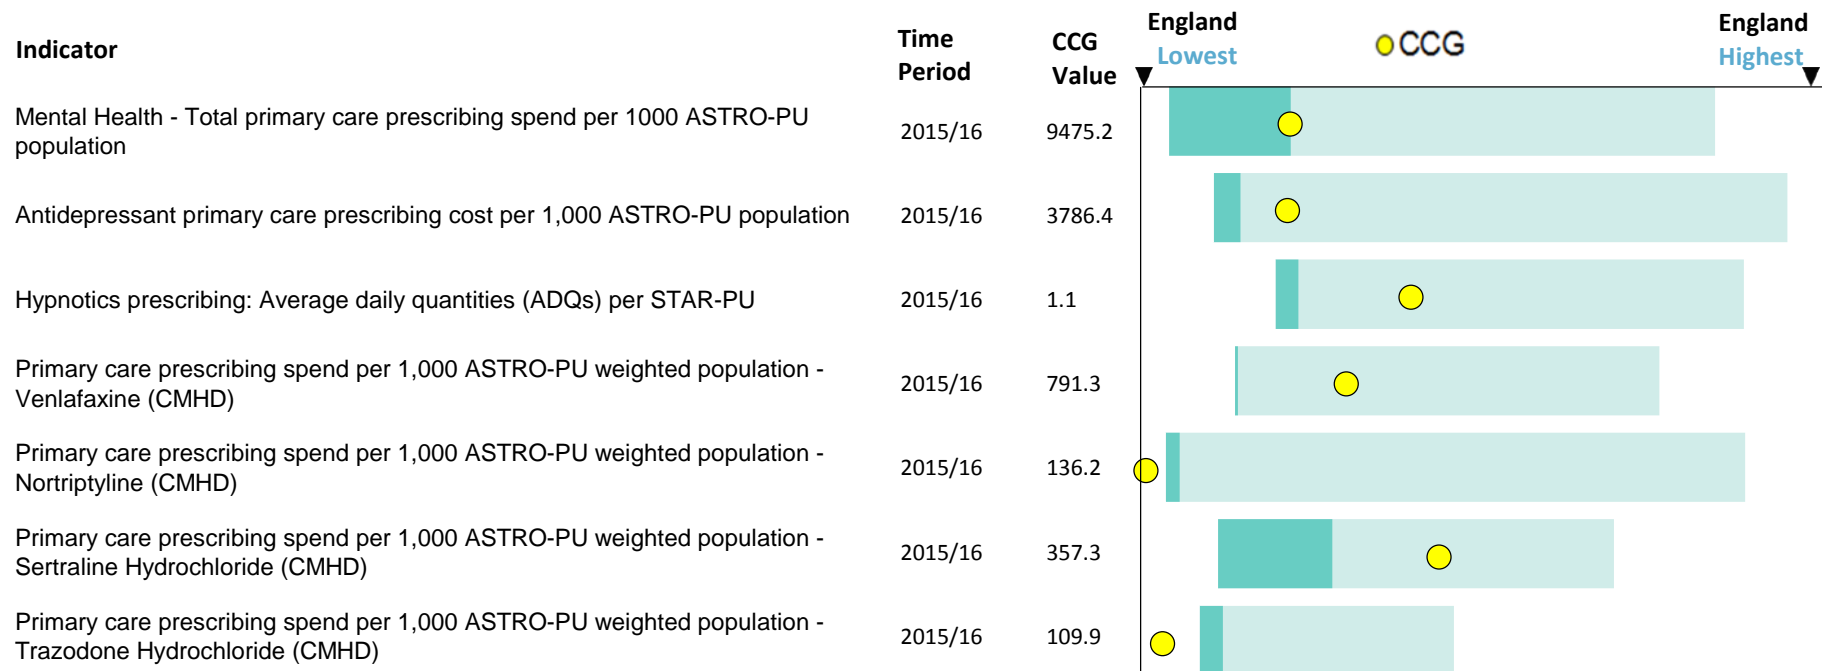 Indicator
Time
Period
CCG
Value
England
Lowest
CCG
England
Highest
Mental Health - Total primary care prescribing spend per 1000 ASTRO-PU
population
2015/16
9475.2
Antidepressant primary care prescribing cost per 1,000 ASTRO-PU population
2015/16
3786.4
Hypnotics prescribing: Average daily quantities (ADQs) per STAR-PU
2015/16
1.1
Primary care prescribing spend per 1,000 ASTRO-PU weighted population -
Venlafaxine (CMHD)
2015/16
791.3
Primary care prescribing spend per 1,000 ASTRO-PU weighted population -
Nortriptyline (CMHD)
2015/16
136.2
Primary care prescribing spend per 1,000 ASTRO-PU weighted population -
Sertraline Hydrochloride (CMHD)
2015/16
357.3
Primary care prescribing spend per 1,000 ASTRO-PU weighted population -
Trazodone Hydrochloride (CMHD)
2015/16
109.9